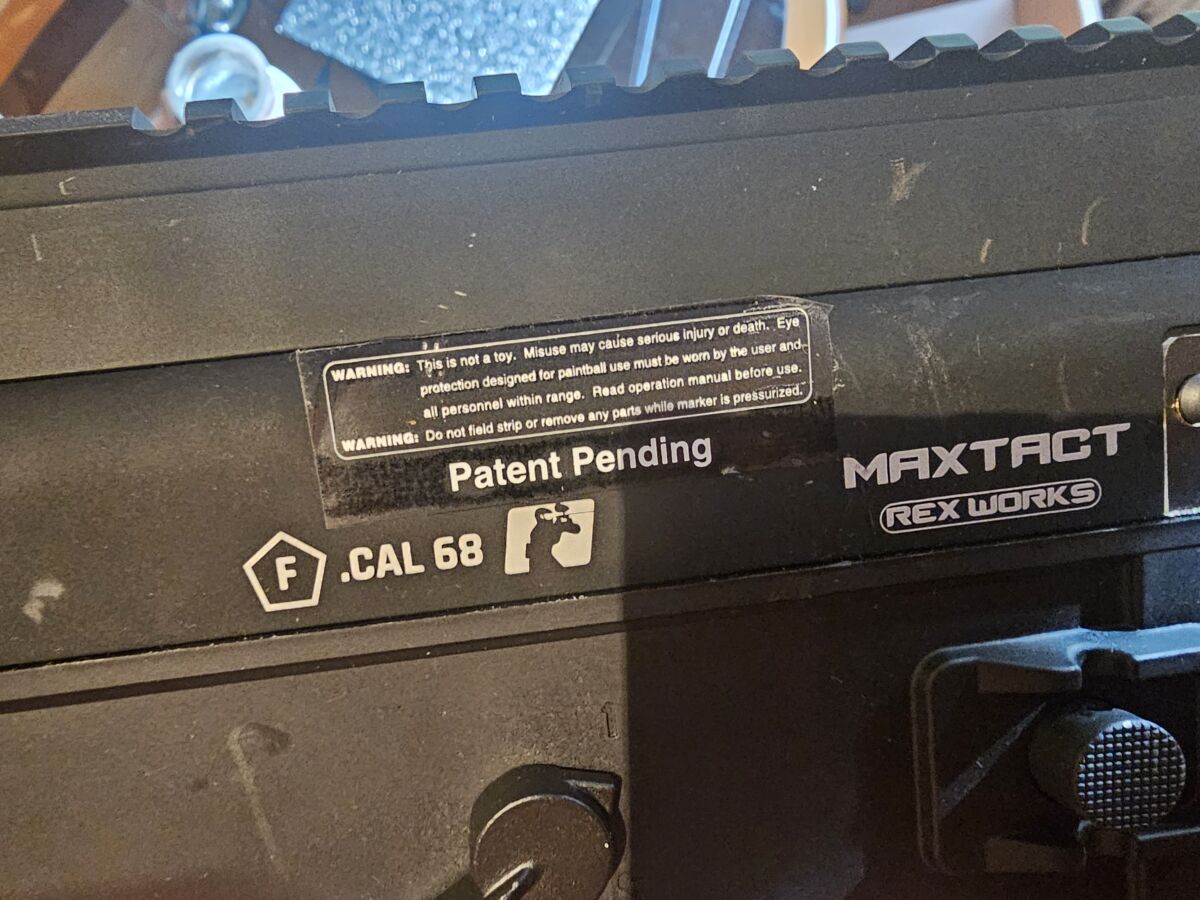 WARNING: This is not a toy. Misuse may cause serious injury or death. Eye
protection designed for paintball use must be worn by the user and
all personnel within range. Read operation manual before use.
WARNING: Do not field strip or remove any parts while marker is pressurized.
Patent Pending
F .CAL 68
MAXTACT
REX WORKS
1